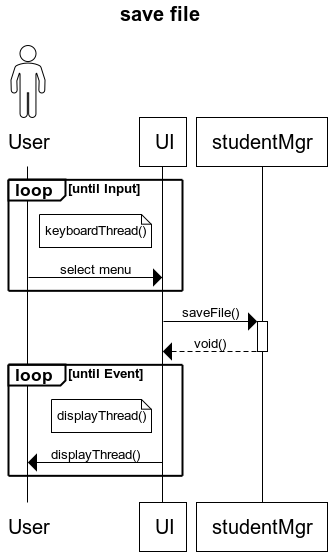 save file
User
UI
studentMgr
loop [until Input]
keyboardThread()
select menu
saveFile()
void()
loop [until Event]
displayThread()
displayThread()
User
UI
studentMgr